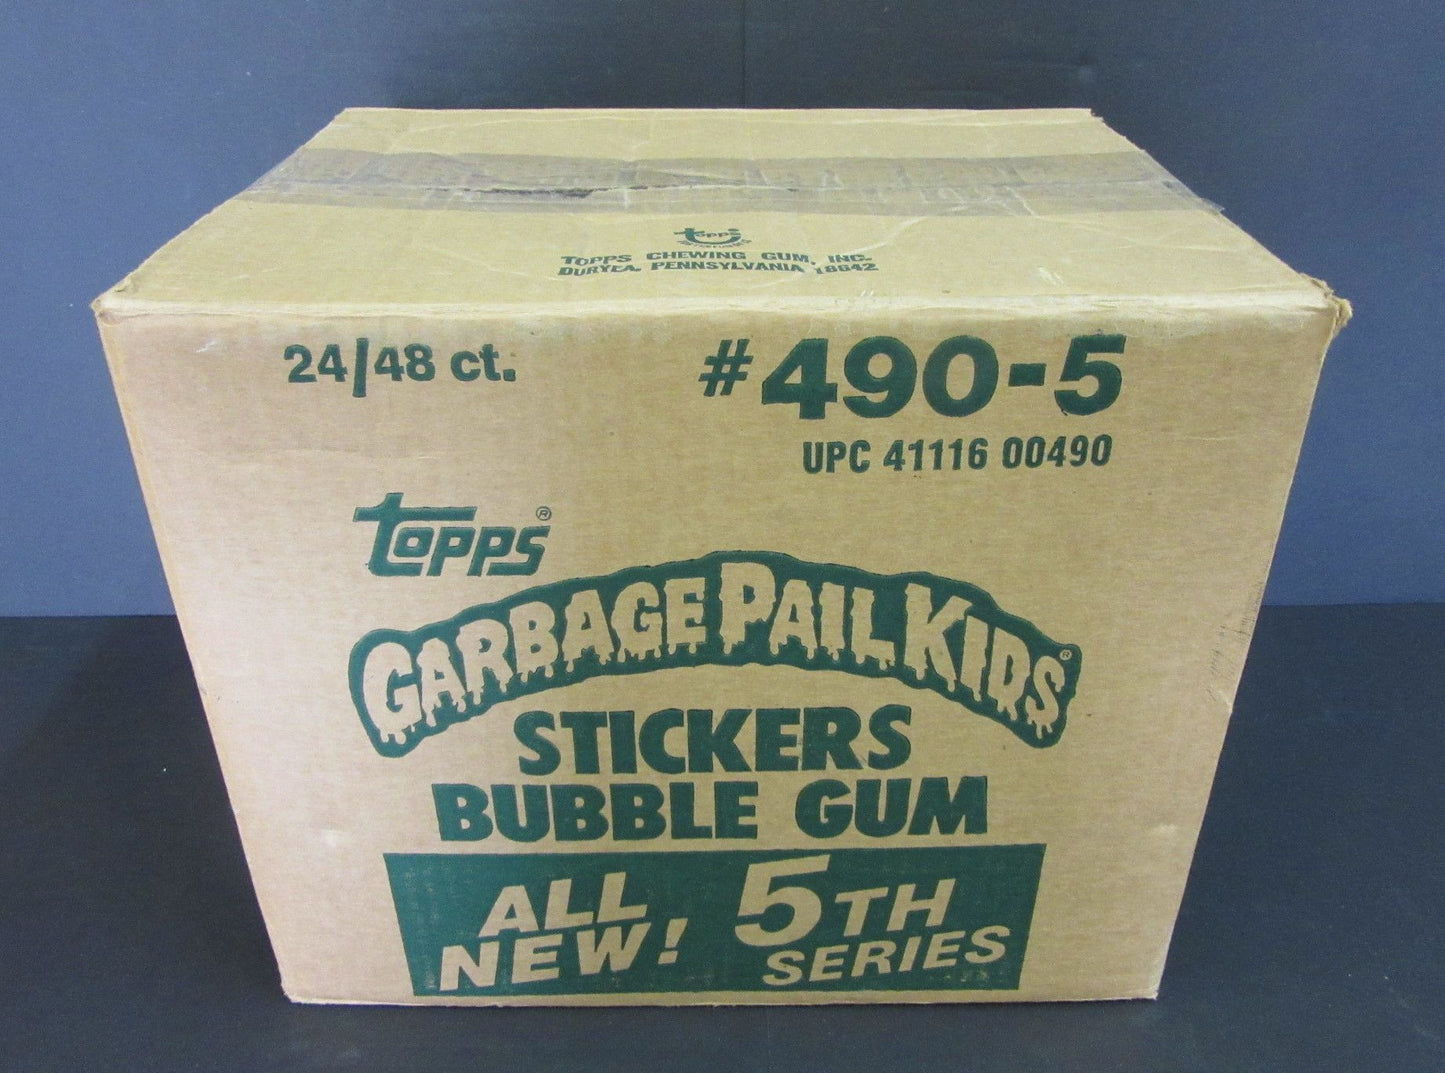 topps
TOPPS CHEWING GUM, INC.
DURYEA, PENNSYLVANIA 18642
24/48 ct.
#490-5
UPC 41116 00490
topps®
GARBAGE PAIL KIDS®
STICKERS
BUBBLE GUM
ALL
NEW!
5TH
SERIES